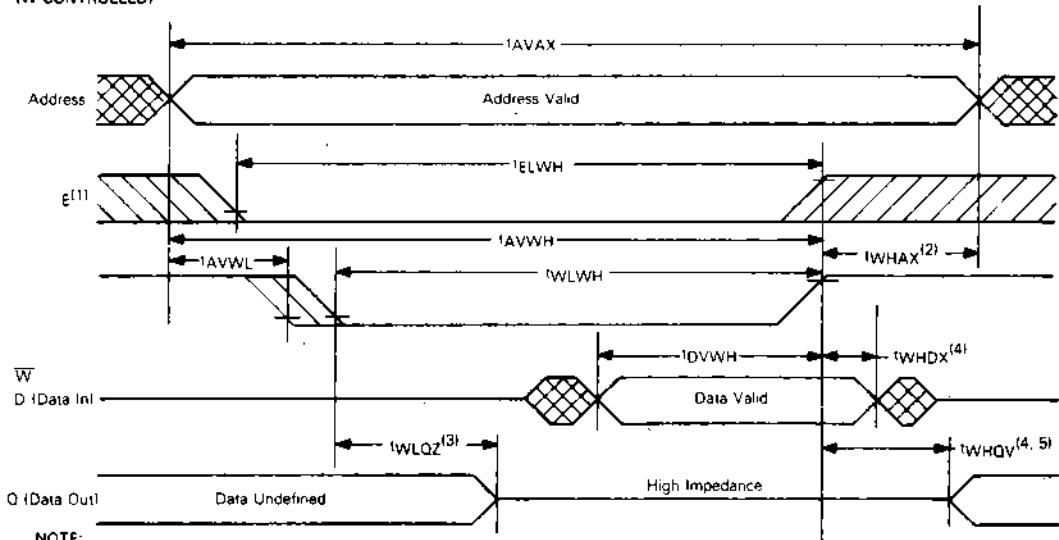 CONTROLLED)
tAVAX
Address
Address Valid
tELWH
E[1]
tAVWH
tAVWL
tWHAX(2)
tWLWH
tDVWH
tWHDX(4)
W
D (Data In)
Data Valid
tWLQZ(3)
tWHQV(4, 5)
Q (Data Out)
Data Undefined
High Impedance
NOTE: